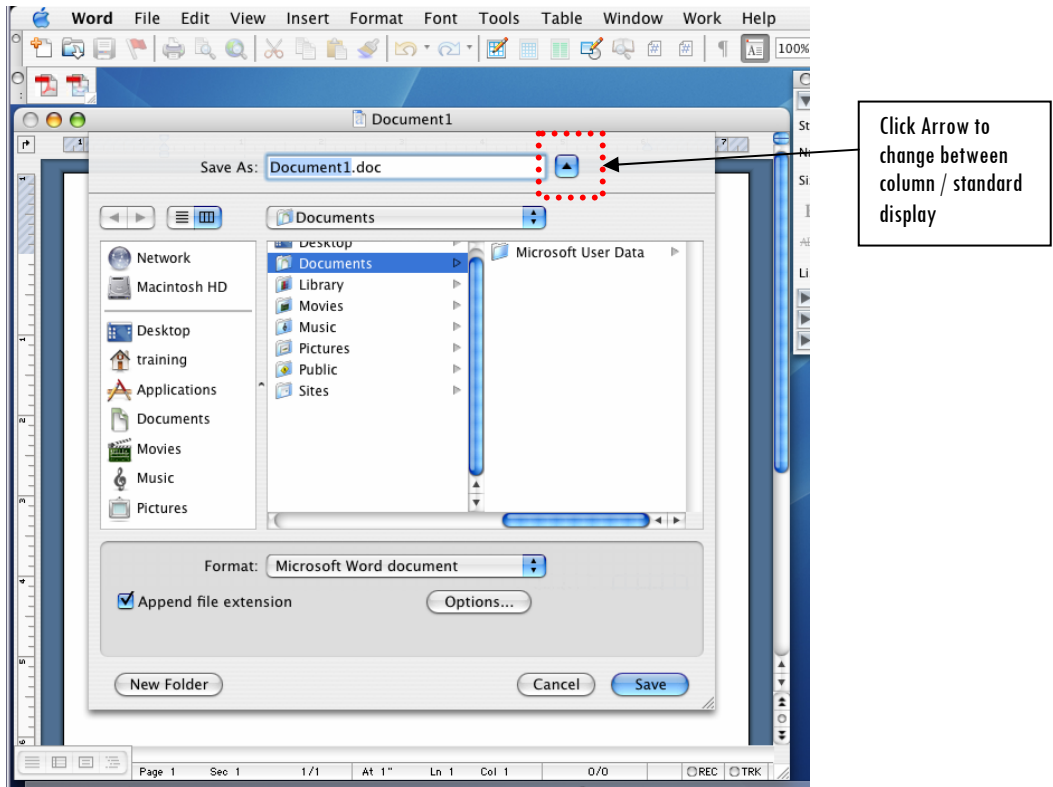 Word File Edit View Insert Format Font Tools Table Window Work Help
100%
Document1
Click Arrow to
change between
column / standard
display
Save As: Document1.doc
Documents
Network
Macintosh HD
Desktop
training
Applications
Documents
Movies
Music
Pictures
Desktop
Documents
Library
Movies
Music
Pictures
Public
Sites
Microsoft User Data
Format: Microsoft Word document
Append file extension
Options...
New Folder
Cancel
Save
Page 1 Sec 1 1/1 At 1" Ln 1 Col 1 0/0 REC TRK